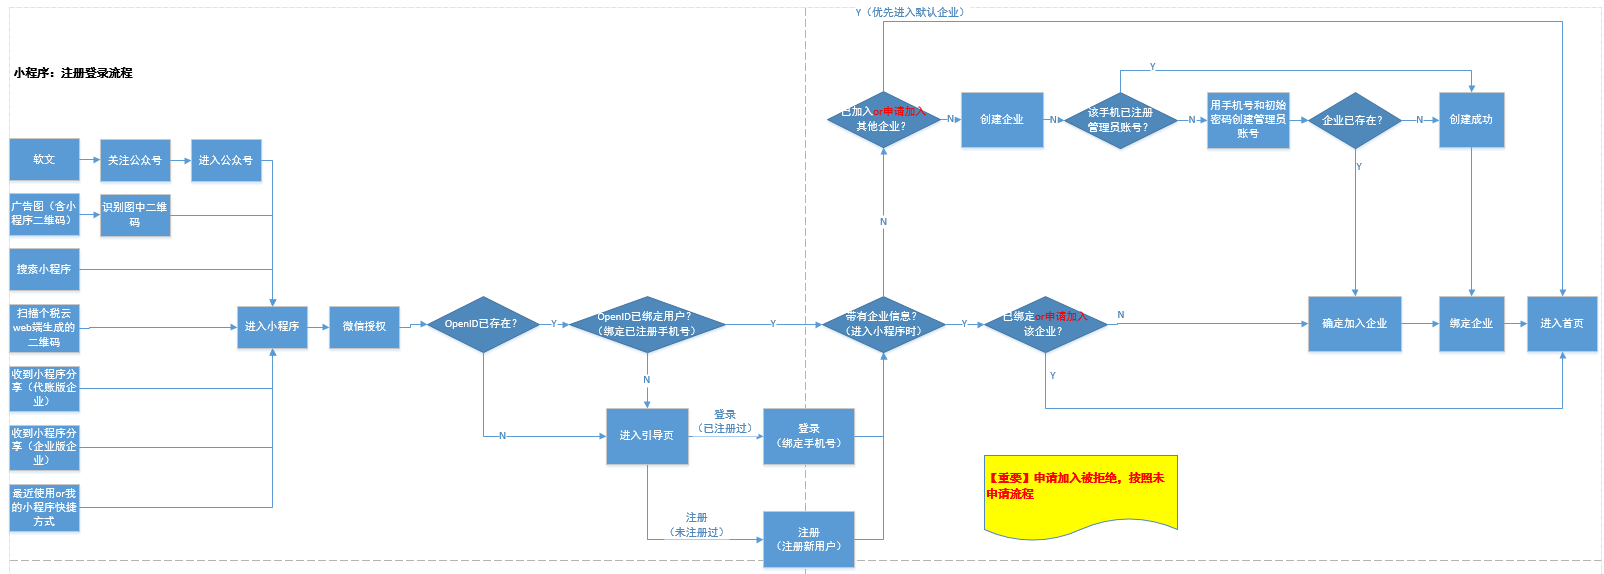 Y（优先进入默认企业）
小程序：注册登录流程
Y
已加入or申请加入
其他企业？
N
创建企业
N
该手机已注册
管理员账号？
N
用手机号和初始
密码创建管理员
账号
企业已存在？
N
创建成功
软文
关注公众号
进入公众号
Y
广告图（含小
程序二维码）
识别图中二维
码
N
搜素小程序
扫描个税云
web端生成的
二维码
进入小程序
微信授权
OpenID已存在？
Y
OpenID已绑定用户？
（绑定已注册手机号）
Y
带有企业信息？
（进入小程序时）
Y
已绑定or申请加入
该企业？
N
确定加入企业
绑定企业
进入首页
收到小程序分
享（代账版企
业）
N
Y
收到小程序分
享（企业版企
业）
N
进入引导页
登录
（已注册过）
登录
（绑定手机号）
最近使用or我
的小程序快捷
方式
注册
（未注册过）
注册
（注册新用户）
【重要】申请加入被拒绝，按照未
申请流程